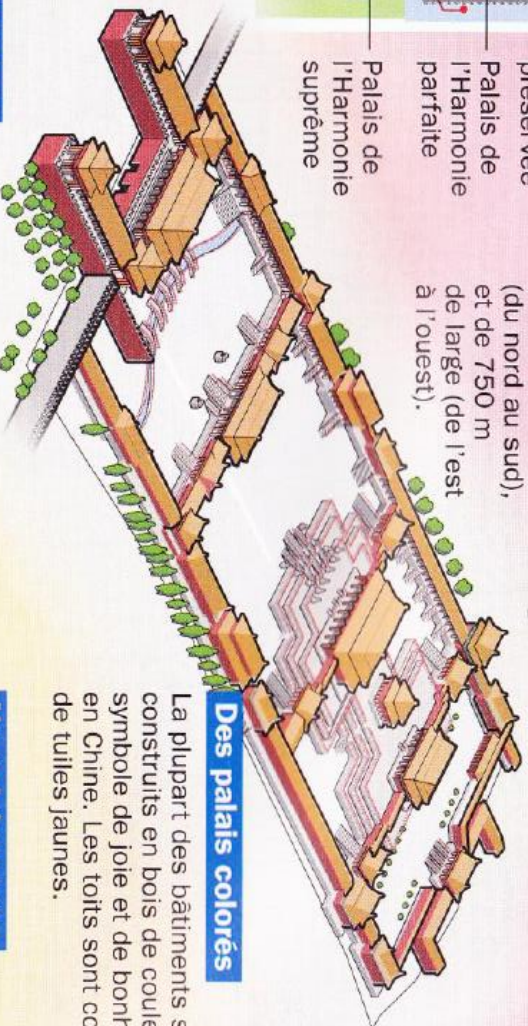 Palais de
l'Harmonie
parfaite
Palais de
l'Harmonie
suprême
(du nord au sud),
et de 750 m
de large (de l'est
à l'ouest).
Des palais colorés
La plupart des bâtiments s
construits en bois de coule
symbole de joie et de bonh
en Chine. Les toits sont co
de tuiles jaunes.